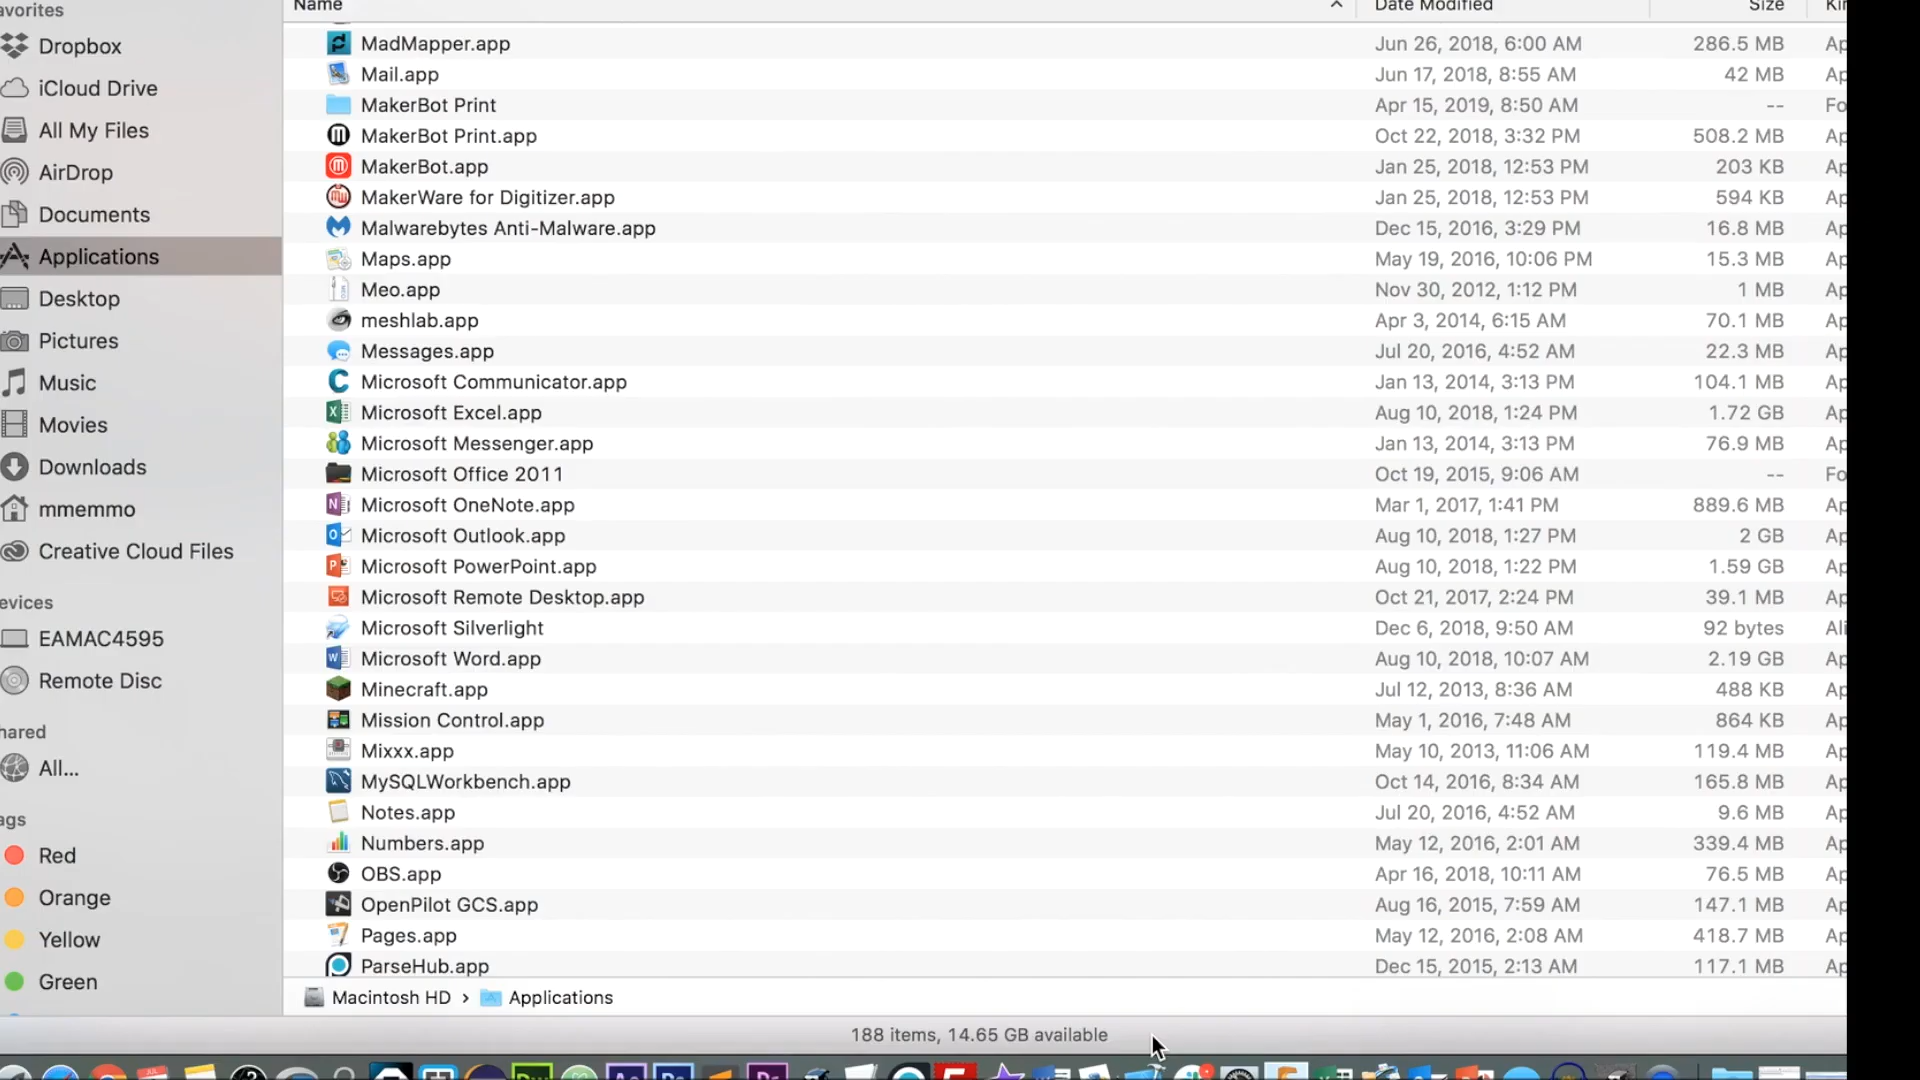 avorites
Dropbox
iCloud Drive
All My Files
AirDrop
Documents
Applications
Desktop
Pictures
Music
Movies
Downloads
mmemmo
Creative Cloud Files
evices
EAMAC4595
Remote Disc
hared
All...
ags
Red
Orange
Yellow
Green
Name Date Modified Size Kin
MadMapper.app Jun 26, 2018, 6:00 AM 286.5 MB Ap
Mail.app Jun 17, 2018, 8:55 AM 42 MB Ap
MakerBot Print Apr 15, 2019, 8:50 AM -- Fo
MakerBot Print.app Oct 22, 2018, 3:32 PM 508.2 MB Ap
MakerBot.app Jan 25, 2018, 12:53 PM 203 KB Ap
MakerWare for Digitizer.app Jan 25, 2018, 12:53 PM 594 KB Ap
Malwarebytes Anti-Malware.app Dec 15, 2016, 3:29 PM 16.8 MB Ap
Maps.app May 19, 2016, 10:06 PM 15.3 MB Ap
Meo.app Nov 30, 2012, 1:12 PM 1 MB Ap
meshlab.app Apr 3, 2014, 6:15 AM 70.1 MB Ap
Messages.app Jul 20, 2016, 4:52 AM 22.3 MB Ap
Microsoft Communicator.app Jan 13, 2014, 3:13 PM 104.1 MB Ap
Microsoft Excel.app Aug 10, 2018, 1:24 PM 1.72 GB Ap
Microsoft Messenger.app Jan 13, 2014, 3:13 PM 76.9 MB Ap
Microsoft Office 2011 Oct 19, 2015, 9:06 AM -- Fo
Microsoft OneNote.app Mar 1, 2017, 1:41 PM 889.6 MB Ap
Microsoft Outlook.app Aug 10, 2018, 1:27 PM 2 GB Ap
Microsoft PowerPoint.app Aug 10, 2018, 1:22 PM 1.59 GB Ap
Microsoft Remote Desktop.app Oct 21, 2017, 2:24 PM 39.1 MB Ap
Microsoft Silverlight Dec 6, 2018, 9:50 AM 92 bytes Ali
Microsoft Word.app Aug 10, 2018, 10:07 AM 2.19 GB Ap
Minecraft.app Jul 12, 2013, 8:36 AM 488 KB Ap
Mission Control.app May 1, 2016, 7:48 AM 864 KB Ap
Mixxx.app May 10, 2013, 11:06 AM 119.4 MB Ap
MySQLWorkbench.app Oct 14, 2016, 8:34 AM 165.8 MB Ap
Notes.app Jul 20, 2016, 4:52 AM 9.6 MB Ap
Numbers.app May 12, 2016, 2:01 AM 339.4 MB Ap
OBS.app Apr 16, 2018, 10:11 AM 76.5 MB Ap
OpenPilot GCS.app Aug 16, 2015, 7:59 AM 147.1 MB Ap
Pages.app May 12, 2016, 2:08 AM 418.7 MB Ap
ParseHub.app Dec 15, 2015, 2:13 AM 117.1 MB Ap
Macintosh HD › Applications
188 items, 14.65 GB available